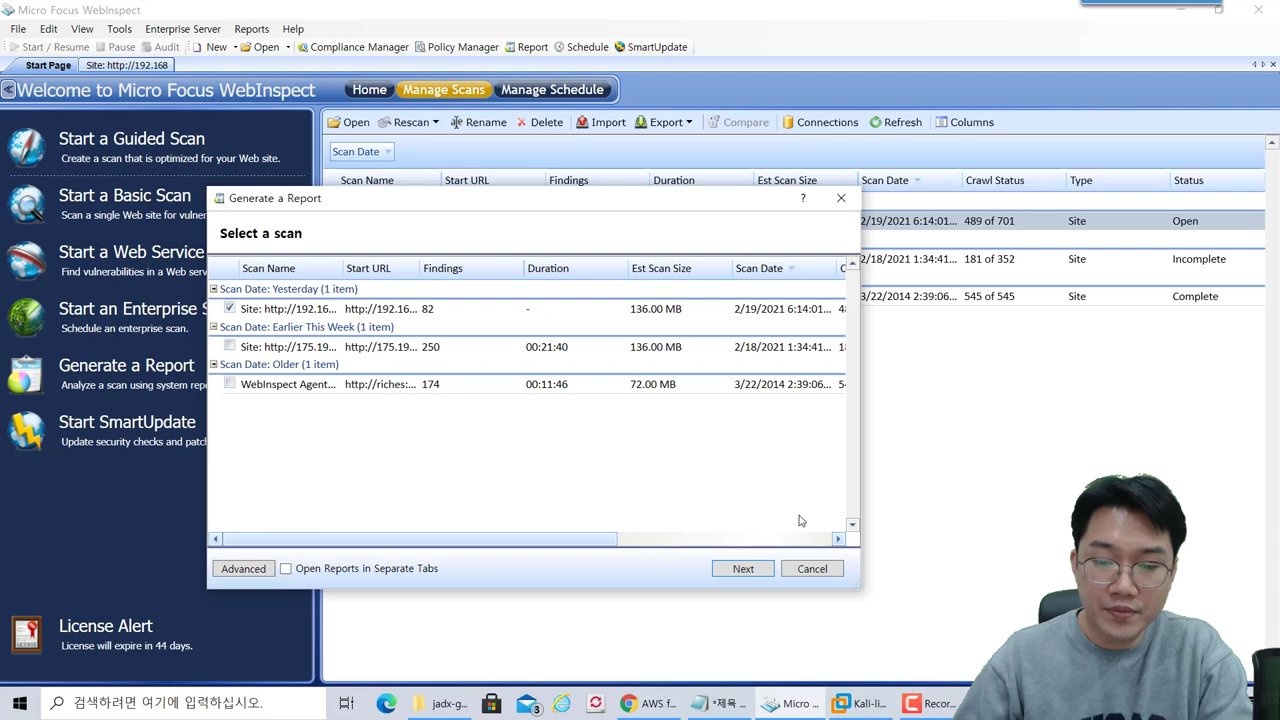 Micro Focus WebInspect
File Edit View Tools Enterprise Server Reports Help
Start / Resume Pause Audit New Open Compliance Manager Policy Manager Report Schedule SmartUpdate
Start Page Site: http://192.168
Welcome to Micro Focus WebInspect Home Manage Scans Manage Schedule
Start a Guided Scan
Create a scan that is optimized for your Web site.
Start a Basic Scan
Scan a single Web site for vulner
Start a Web Service
Find vulnerabilities in a Web serv
Start an Enterprise S
Schedule an enterprise scan.
Generate a Report
Analyze a scan using system repo
Start SmartUpdate
Update security checks and patch
License Alert
License will expire in 44 days.
Open Rescan Rename Delete Import Export Compare Connections Refresh Columns
Scan Date
Scan Name Start URL Findings Duration Est Scan Size Scan Date Crawl Status Type Status
2/19/2021 6:14:01... 489 of 701 Site Open
2/18/2021 1:34:41... 181 of 352 Site Incomplete
3/22/2014 2:39:06... 545 of 545 Site Complete
Generate a Report ?
Select a scan
Scan Name Start URL Findings Duration Est Scan Size Scan Date
Scan Date: Yesterday (1 item)
Site: http://192.16... http://192.16... 82 - 136.00 MB 2/19/2021 6:14:01...
Scan Date: Earlier This Week (1 item)
Site: http://175.19... http://175.19... 250 00:21:40 136.00 MB 2/18/2021 1:34:41...
Scan Date: Older (1 item)
WebInspect Agent... http://riches:... 174 00:11:46 72.00 MB 3/22/2014 2:39:06...
Advanced Open Reports in Separate Tabs Next Cancel
검색하려면 여기에 입력하십시오. 3 jadx-g... AWS f... *제목 ... Micro ... Kali-li... Recor...